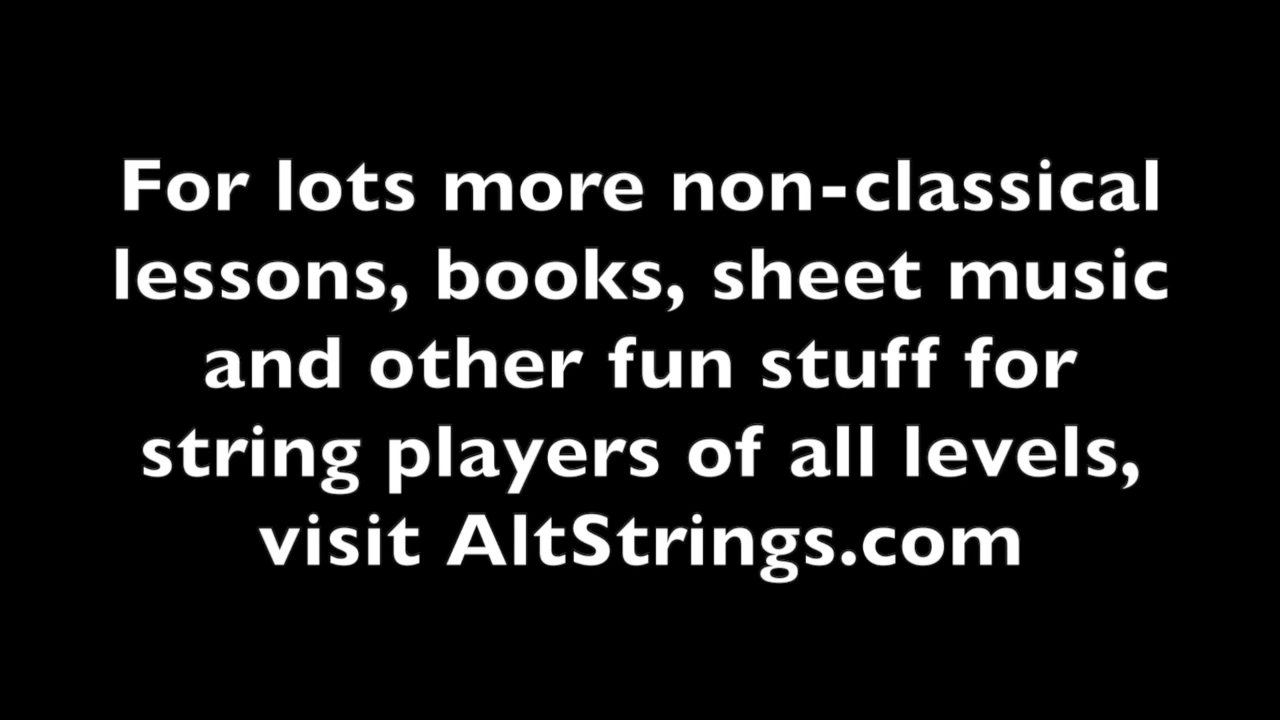 For lots more non-classical
lessons, books, sheet music
and other fun stuff for
string players of all levels,
visit AltStrings.com